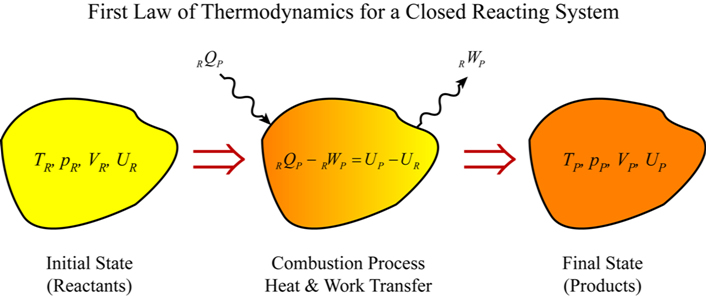 First Law of Thermodynamics for a Closed Reacting System
RQP
RWP
TR, pR, VR, UR
RQP – RWP = UP – UR
TP, pP, VP, UP
Initial State
(Reactants)
Combustion Process
Heat & Work Transfer
Final State
(Products)